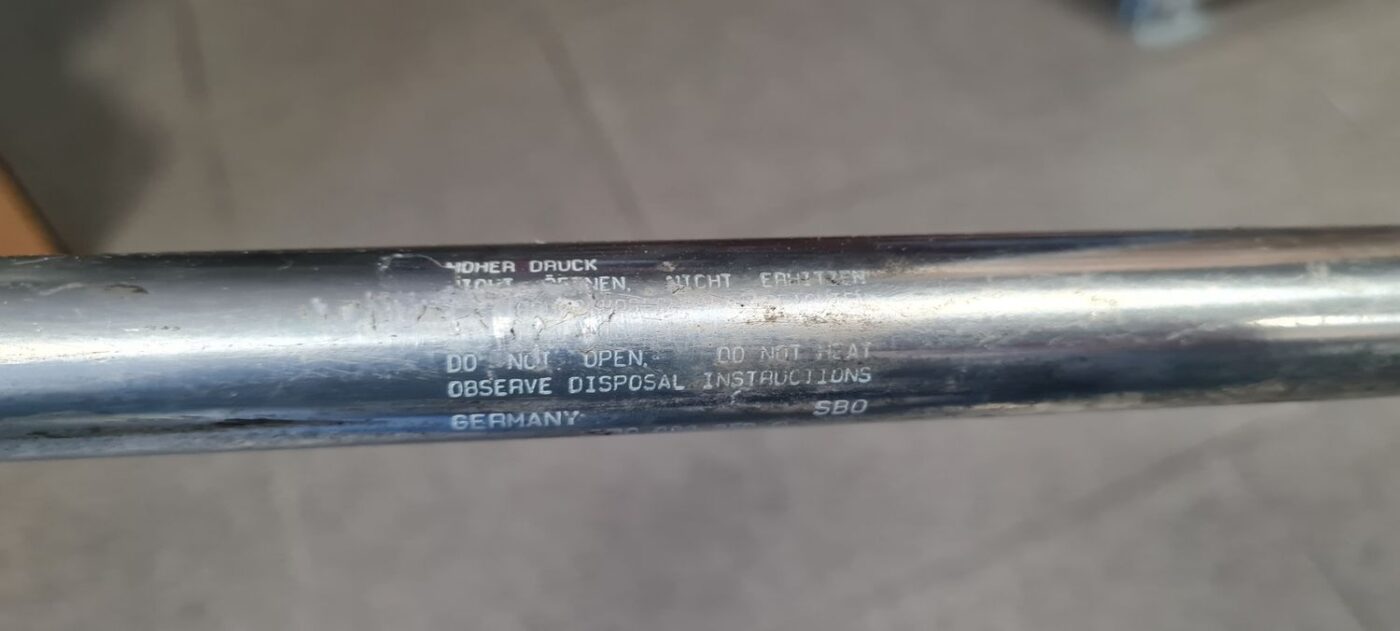 HOHER DRUCK
NICHT ÖFFNEN. NICHT ERHITZEN
DO NOT OPEN. DO NOT HEAT
OBSERVE DISPOSAL INSTRUCTIONS
GERMANY SBO